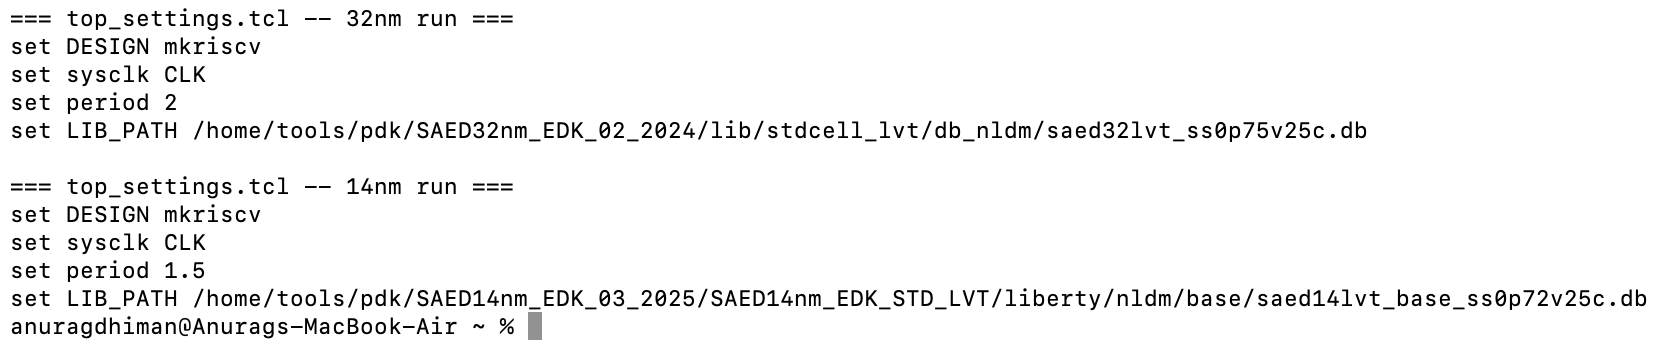 === top_settings.tcl -- 32nm run ===
set DESIGN mkriscv
set sysclk CLK
set period 2
set LIB_PATH /home/tools/pdk/SAED32nm_EDK_02_2024/lib/stdcell_lvt/db_nldm/saed32lvt_ss0p75v25c.db
=== top_settings.tcl -- 14nm run ===
set DESIGN mkriscv
set sysclk CLK
set period 1.5
set LIB_PATH /home/tools/pdk/SAED14nm_EDK_03_2025/SAED14nm_EDK_STD_LVT/liberty/nldm/base/saed14lvt_base_ss0p72v25c.db
anuragdhiman@Anurags-MacBook-Air ~ %